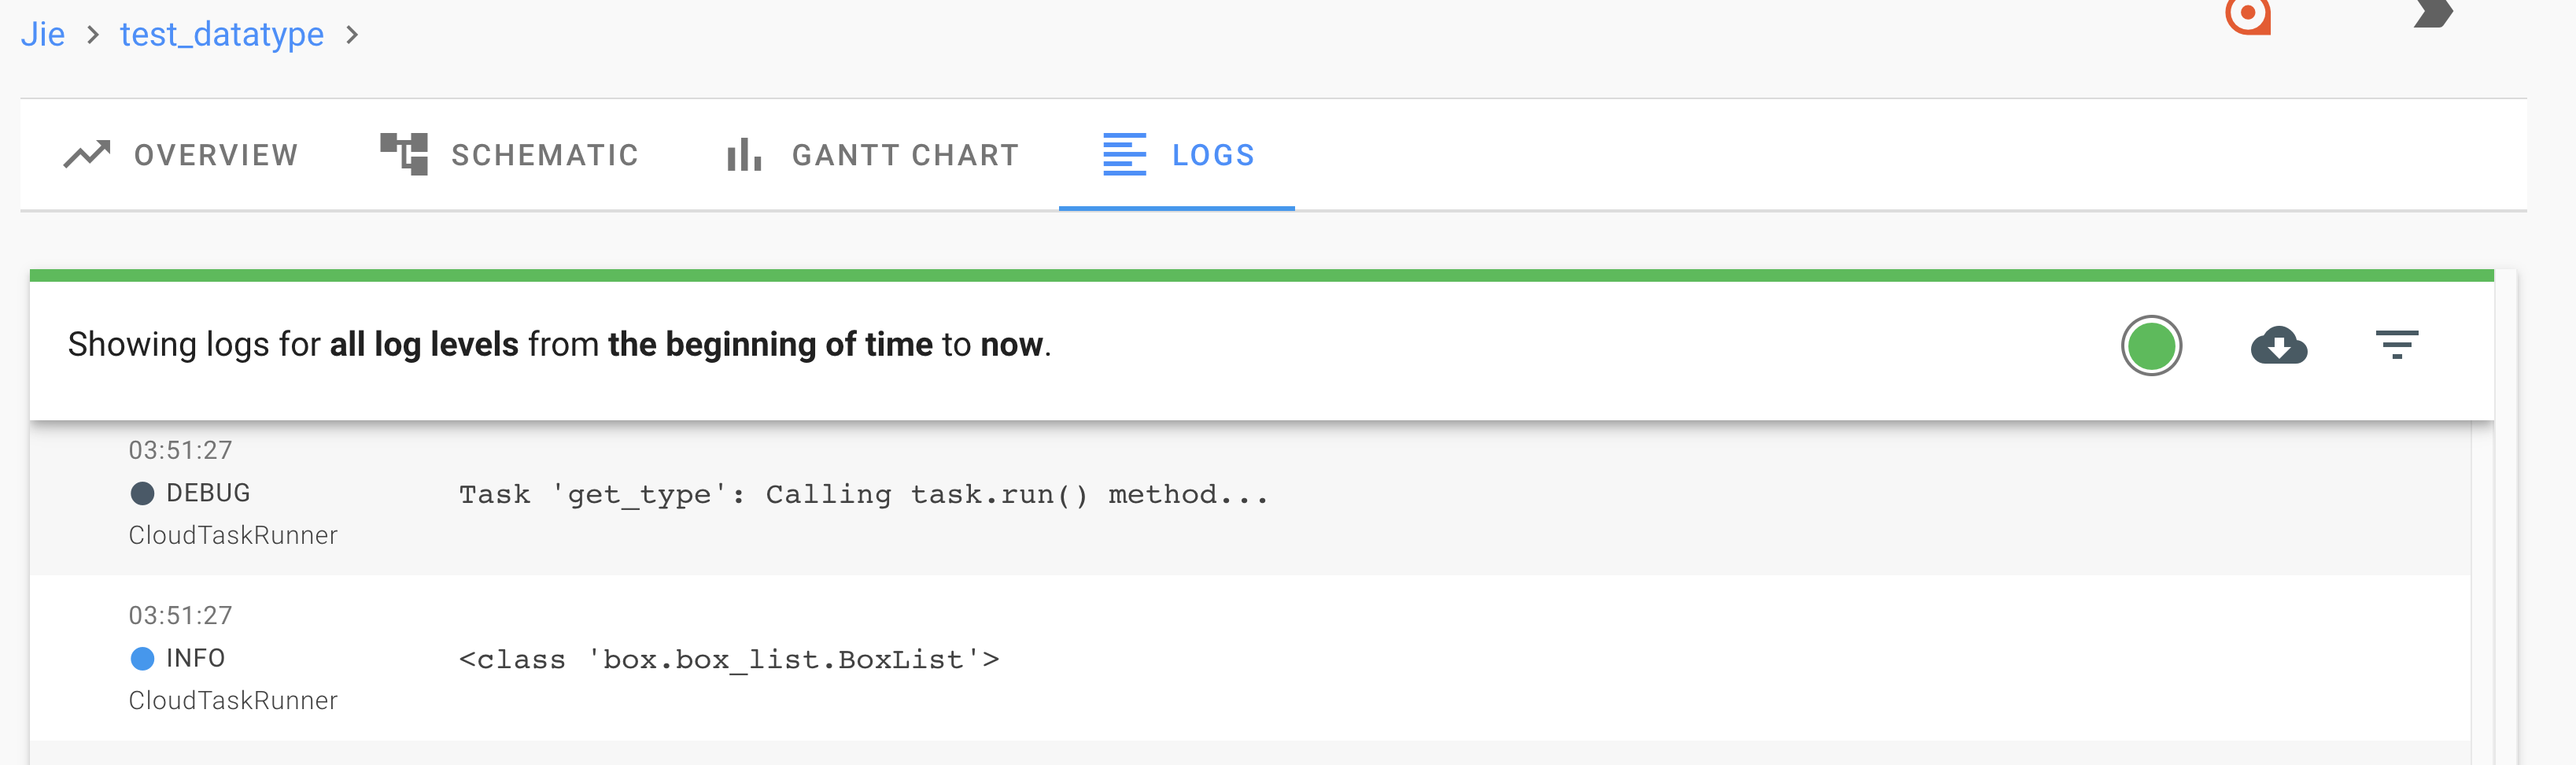 Jie > test_datatype >
OVERVIEW SCHEMATIC GANTT CHART LOGS
Showing logs for all log levels from the beginning of time to now.
03:51:27
DEBUG
CloudTaskRunner
Task 'get_type': Calling task.run() method...
03:51:27
INFO
CloudTaskRunner
<class 'box.box_list.BoxList'>